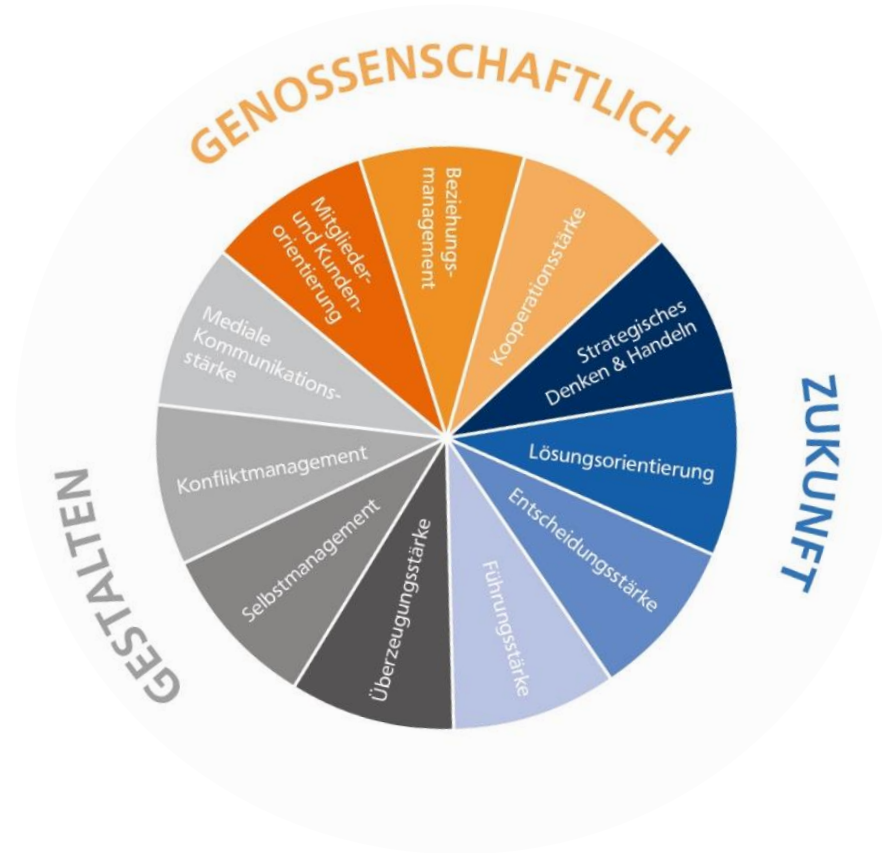 GENOSSENSCHAFTLICH
Mitglieder-
und Kunden-
orientierung
Beziehungs-
management
Kooperationsstärke
Strategisches
Denken & Handeln
Lösungsorientierung
Entscheidungsstärke
Führungsstärke
ZUKUNFT
Überzeugungsstärke
Selbstmanagement
Konfliktmanagement
Mediale
Kommunikations-
stärke
GESTALTEN